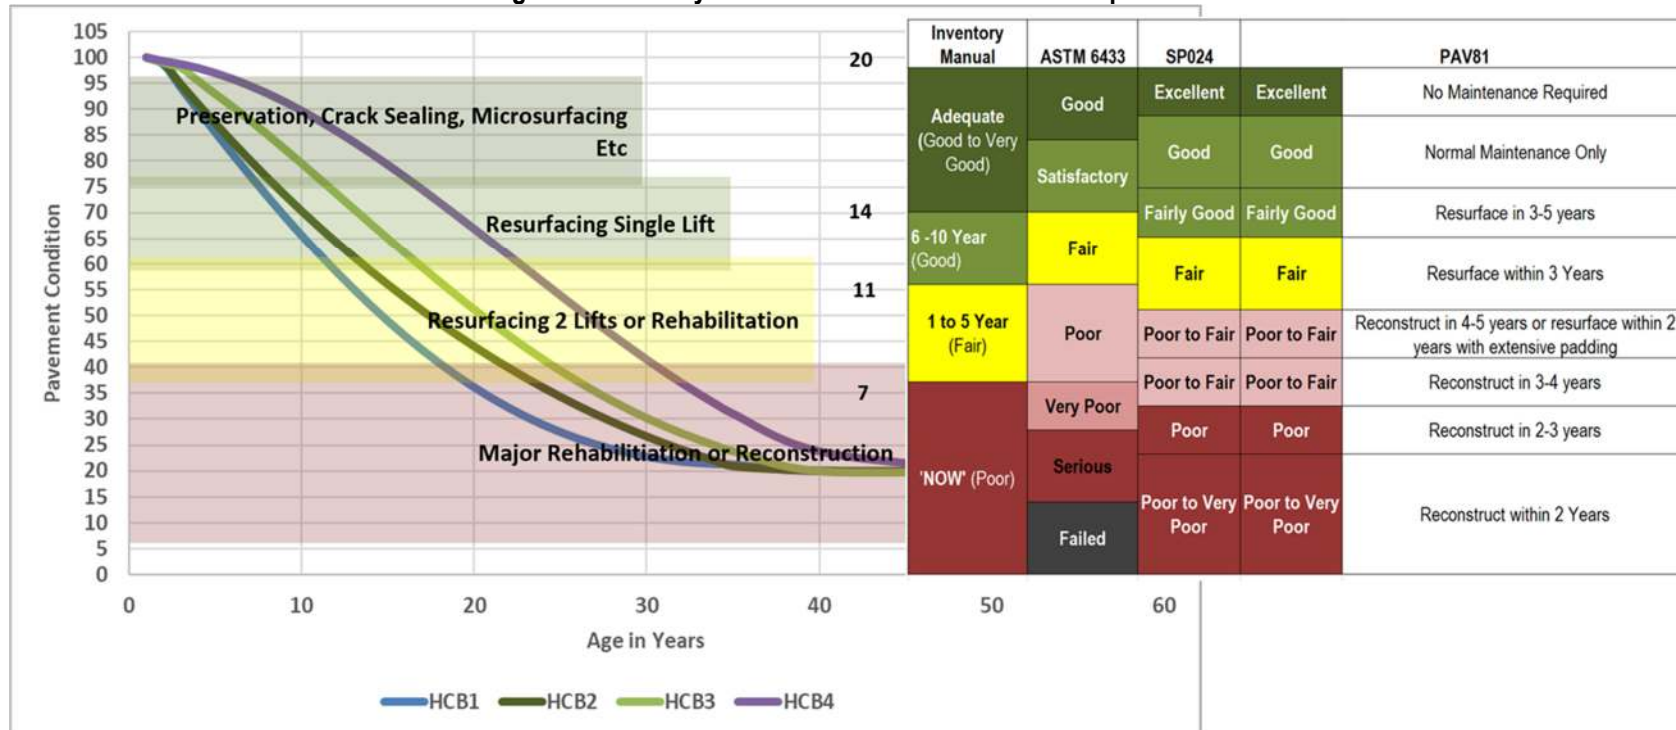 105
100
95
90
85
80
75
70
65
60
55
50
45
40
35
30
25
20
15
10
5
0
Pavement Condition
Preservation, Crack Sealing, Microsurfacing
Etc
Resurfacing Single Lift
Resurfacing 2 Lifts or Rehabilitation
Major Rehabilitiation or Reconstruction
20
14
11
7
0 10 20 30 40 50 60
Age in Years
HCB1 HCB2 HCB3 HCB4
Inventory
Manual
ASTM 6433
SP024
PAV81
Adequate
(Good to Very
Good)
6 -10 Year
(Good)
1 to 5 Year
(Fair)
'NOW' (Poor)
Good
Satisfactory
Fair
Poor
Very Poor
Serious
Failed
Excellent
Good
Fairly Good
Fair
Poor to Fair
Poor to Fair
Poor
Poor to Very
Poor
Excellent
Good
Fairly Good
Fair
Poor to Fair
Poor to Fair
Poor
Poor to Very
Poor
No Maintenance Required
Normal Maintenance Only
Resurface in 3-5 years
Resurface within 3 Years
Reconstruct in 4-5 years or resurface within 2
years with extensive padding
Reconstruct in 3-4 years
Reconstruct in 2-3 years
Reconstruct within 2 Years